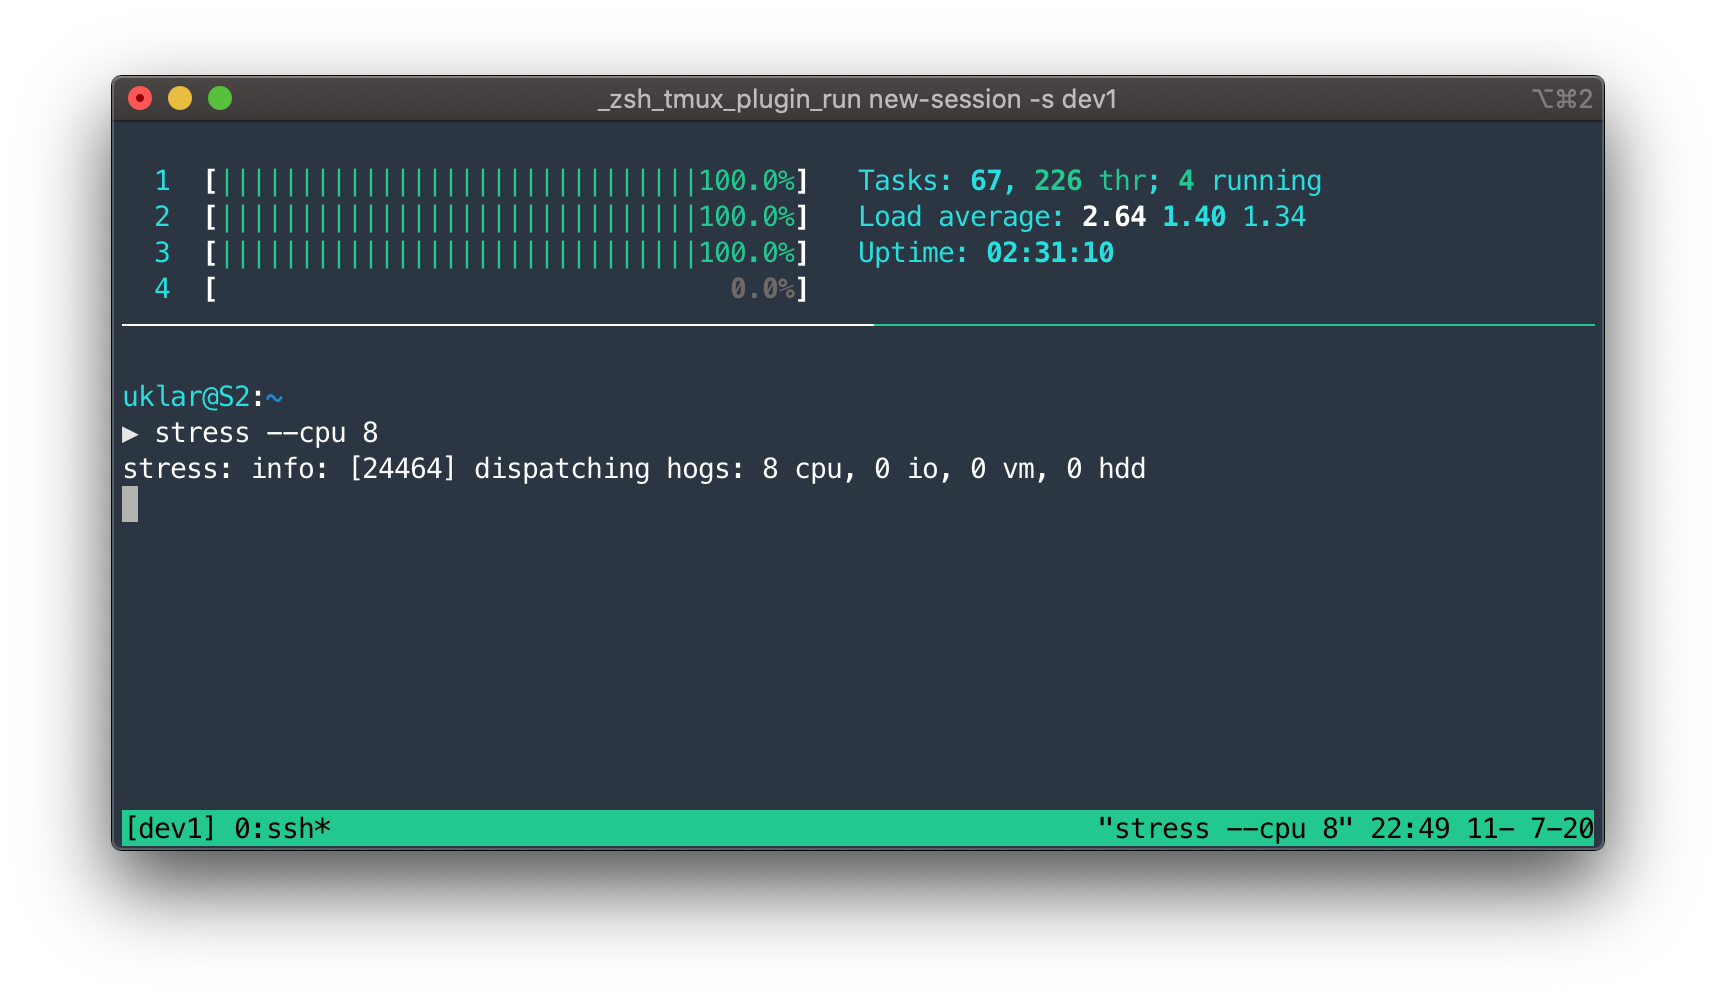 _zsh_tmux_plugin_run new-session -s dev1 ⌥⌘2
1 [||||||||||||||||||||||||||||||100.0%] Tasks: 67, 226 thr; 4 running
2 [||||||||||||||||||||||||||||||100.0%] Load average: 2.64 1.40 1.34
3 [||||||||||||||||||||||||||||||100.0%] Uptime: 02:31:10
4 [ 0.0%]
uklar@S2:~
▶ stress --cpu 8
stress: info: [24464] dispatching hogs: 8 cpu, 0 io, 0 vm, 0 hdd
[dev1] 0:ssh* "stress --cpu 8" 22:49 11- 7-20